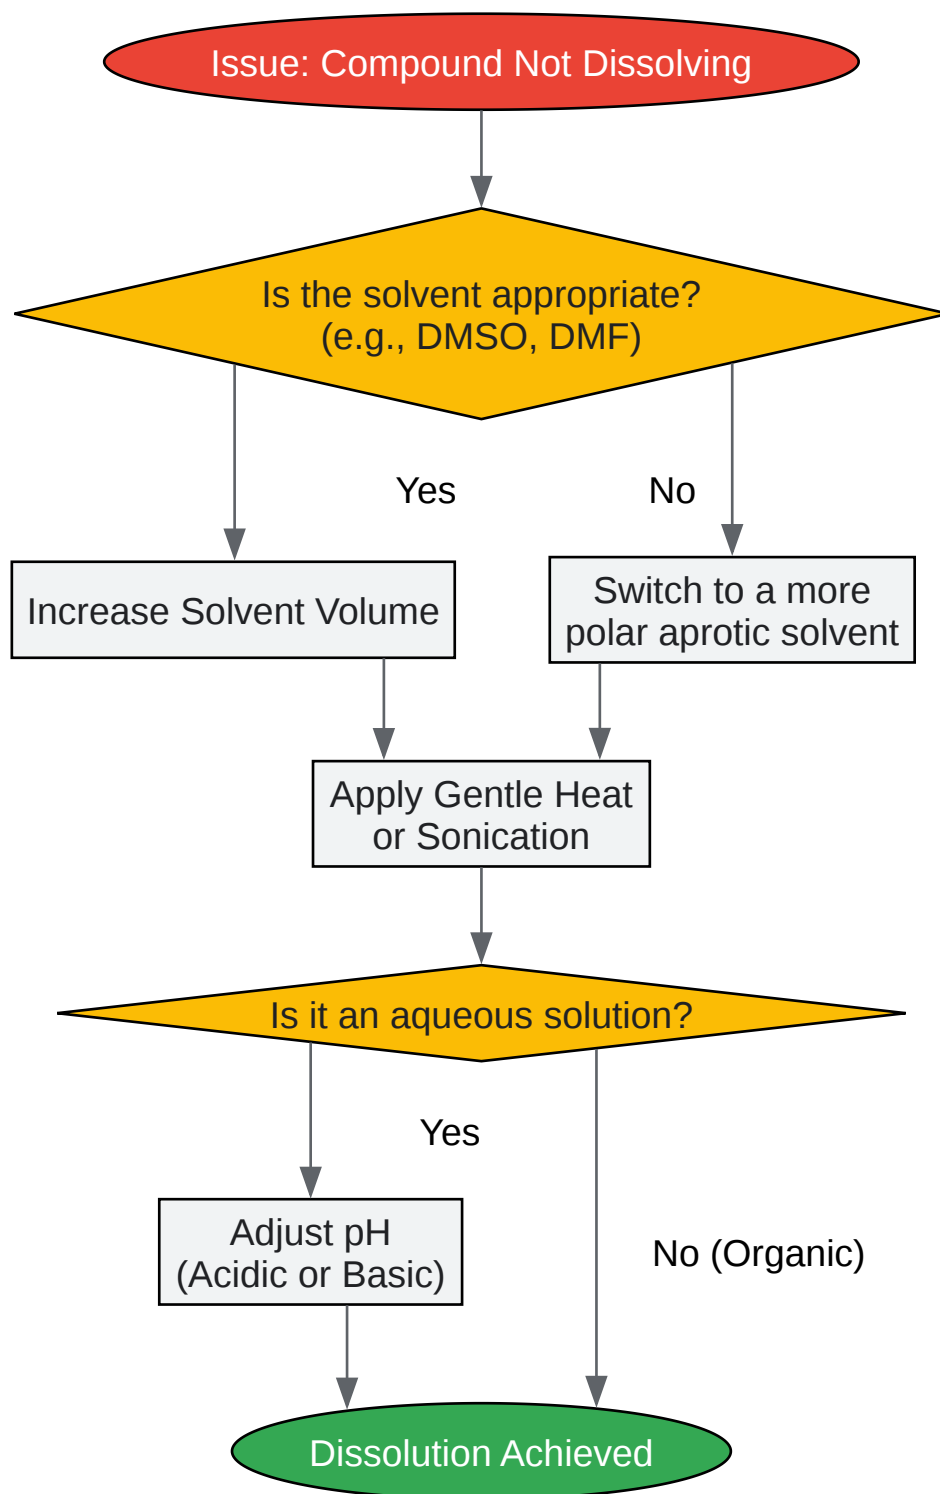 Issue: Compound Not Dissolving
Is the solvent appropriate?
(e.g., DMSO, DMF)
Yes
No
Increase Solvent Volume
Switch to a more
polar aprotic solvent
Apply Gentle Heat
or Sonication
Is it an aqueous solution?
Yes
Adjust pH
(Acidic or Basic)
No (Organic)
Dissolution Achieved